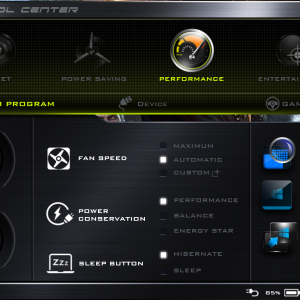 OL CENTER
ET
POWER SAVING
PERFORMANCE
ENTERTAI
PROGRAM
Device
GA
FAN SPEED
MAXIMUM
AUTOMATIC
CUSTOM
POWER
CONSERVATION
PERFORMANCE
BALANCE
ENERGY STAR
ZZZ
SLEEP BUTTON
HIBERNATE
SLEEP
85%